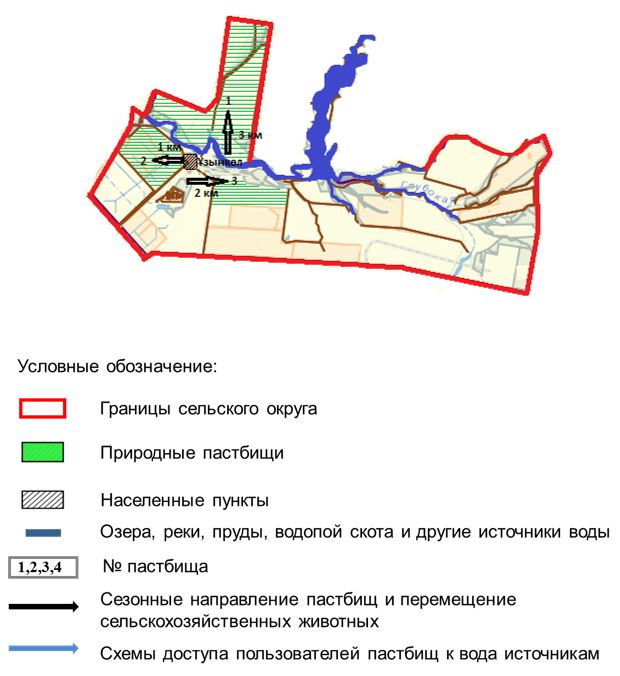 1
3 км
1 км
2
Ұзынкөл
3
2 км
Глубокая
Условные обозначение:
Границы сельского округа
Природные пастбищи
Населенные пункты
Озера, реки, пруды, водопой скота и другие источники воды
1,2,3,4 № пастбища
Сезонные направление пастбищ и перемещение
сельскохозяйственных животных
Схемы доступа пользователей пастбищ к вода источникам